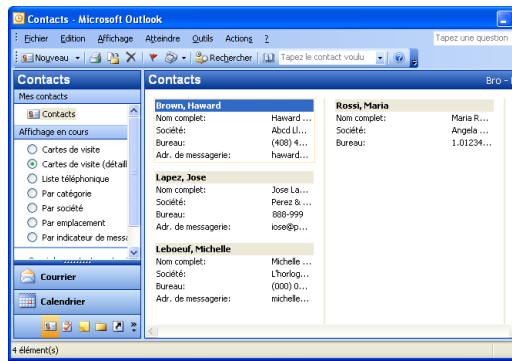 Contacts - Microsoft Outlook
Fichier Edition Affichage Atteindre Outils Actions ? Tapez une question
Nouveau Rechercher Tapez le contact voulu
Contacts
Mes contacts
Contacts
Affichage en cours
Cartes de visite
Cartes de visite (détaill
Liste téléphonique
Par catégorie
Par société
Par emplacement
Par indicateur de messa
Courrier
Calendrier
Contacts Bro -
Brown, Haward
Nom complet: Haward ...
Société: Abcd Ll...
Bureau: (408) 4...
Adr. de messagerie: haward...
Lapez, Jose
Nom complet: Jose La...
Société: Perez & ...
Bureau: 888-999
Adr. de messagerie: iose@p...
Leboeuf, Michelle
Nom complet: Michelle ...
Société: L'horlog...
Bureau: (000) 0...
Adr. de messagerie: michelle...
Rossi, Maria
Nom complet: Maria R...
Société: Angela ...
Bureau: 1.01234...
4 élément(s)